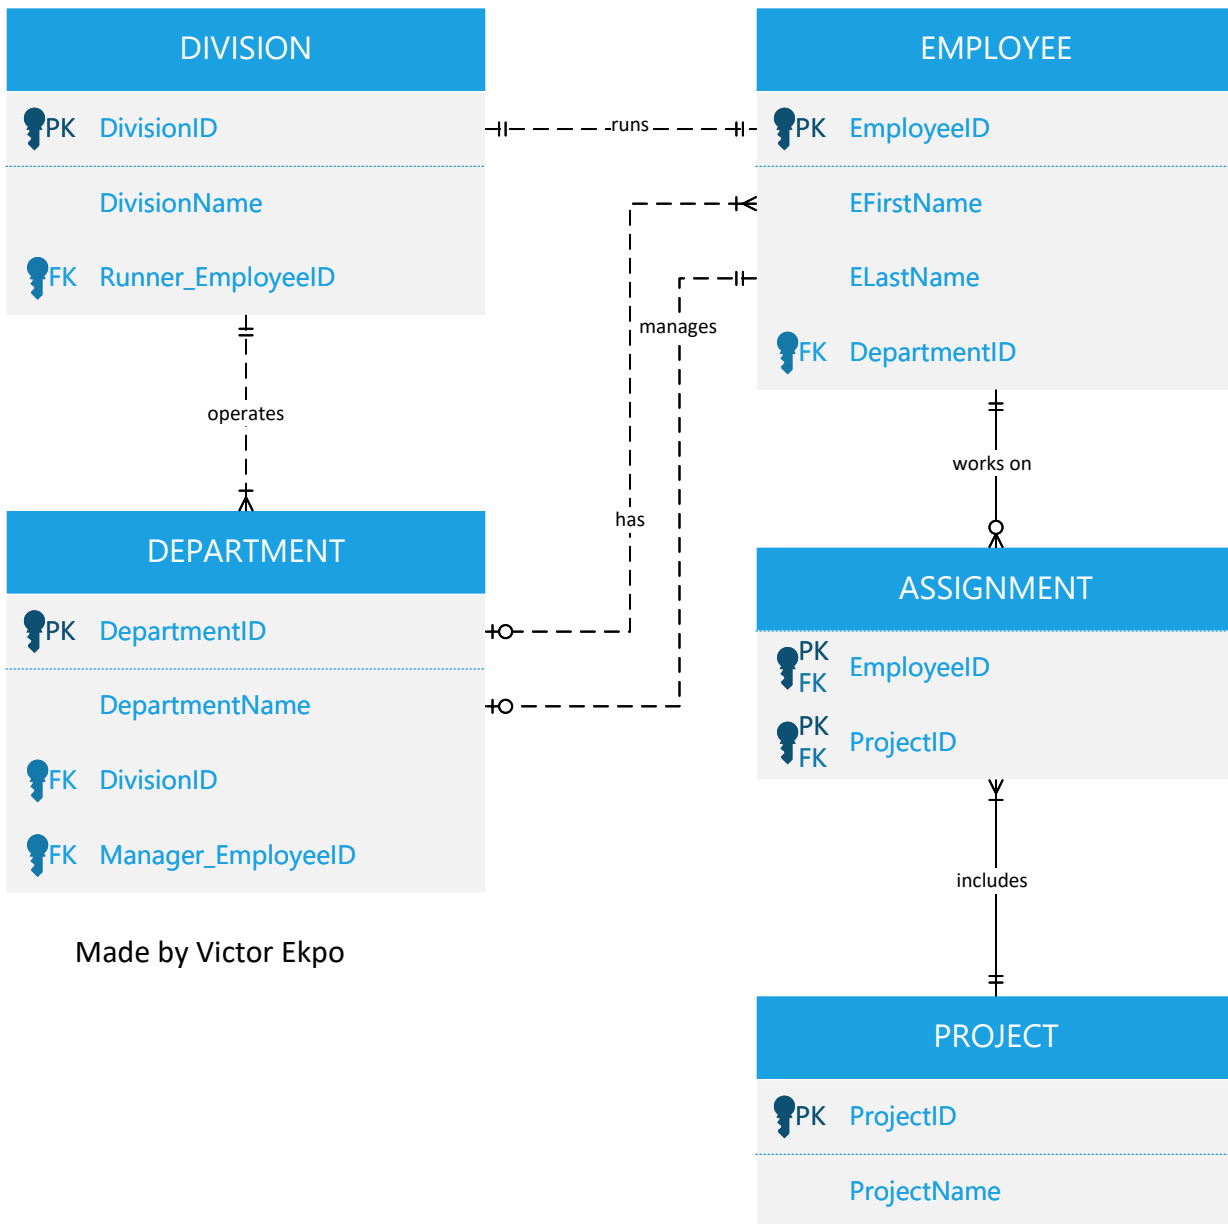 DIVISION
PK DivisionID
DivisionName
FK Runner_EmployeeID
runs
EMPLOYEE
PK EmployeeID
EFirstName
ELastName
FK DepartmentID
manages
operates
has
works on
DEPARTMENT
PK DepartmentID
DepartmentName
FK DivisionID
FK Manager_EmployeeID
ASSIGNMENT
PK
FK EmployeeID
PK
FK ProjectID
includes
Made by Victor Ekpo
PROJECT
PK ProjectID
ProjectName